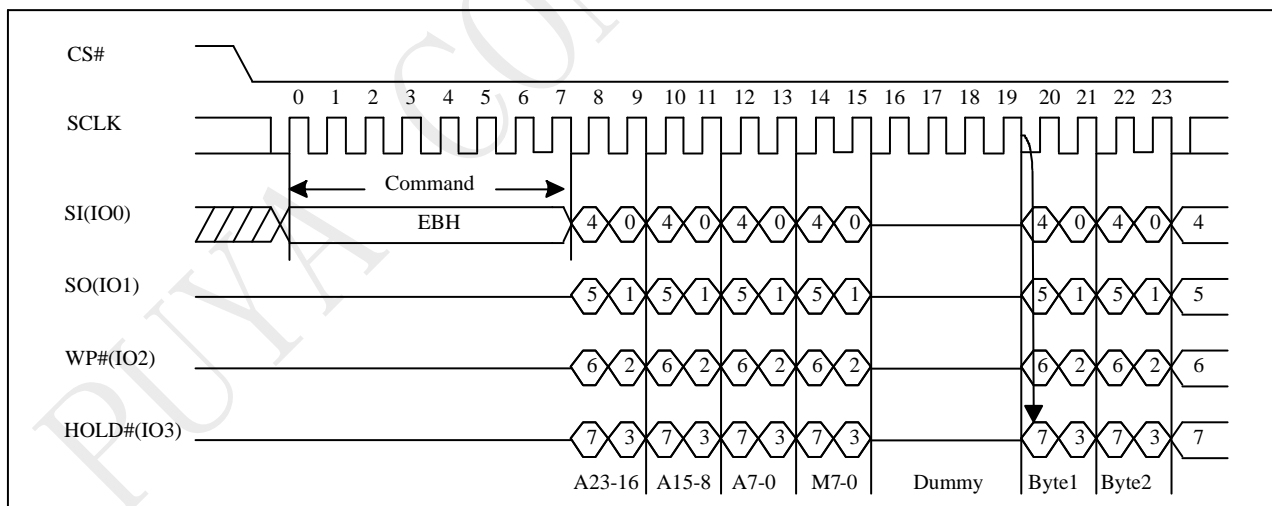 PUYA CON
CS#
0 1 2 3 4 5 6 7 8 9 10 11 12 13 14 15 16 17 18 19 20 21 22 23
SCLK
Command
SI(IO0) EBH 4 0 4 0 4 0 4 0 4 0 4 0 4
SO(IO1) 5 1 5 1 5 1 5 1 5 1 5 1 5
WP#(IO2) 6 2 6 2 6 2 6 2 6 2 6 2 6
HOLD#(IO3) 7 3 7 3 7 3 7 3 7 3 7 3 7
A23-16 A15-8 A7-0 M7-0 Dummy Byte1 Byte2